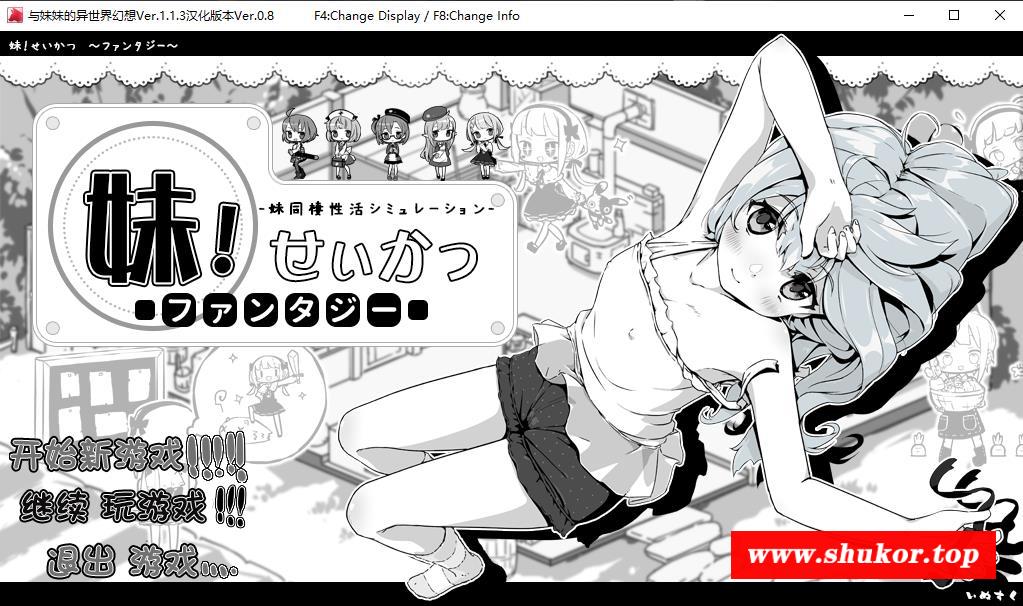 与妹妹的异世界幻想Ver.1.1.3汉化版本Ver.0.8 F4:Change Display / F8:Change Info
妹!せいかつ ～ファンタジー～
-妹同棲性活シミュレーション-
妹!せいかつ
ファンタジー
开始新游戏!!!!!
继续 玩游戏 !!!
退出 游戏....
www.shukor.top
いぬすく